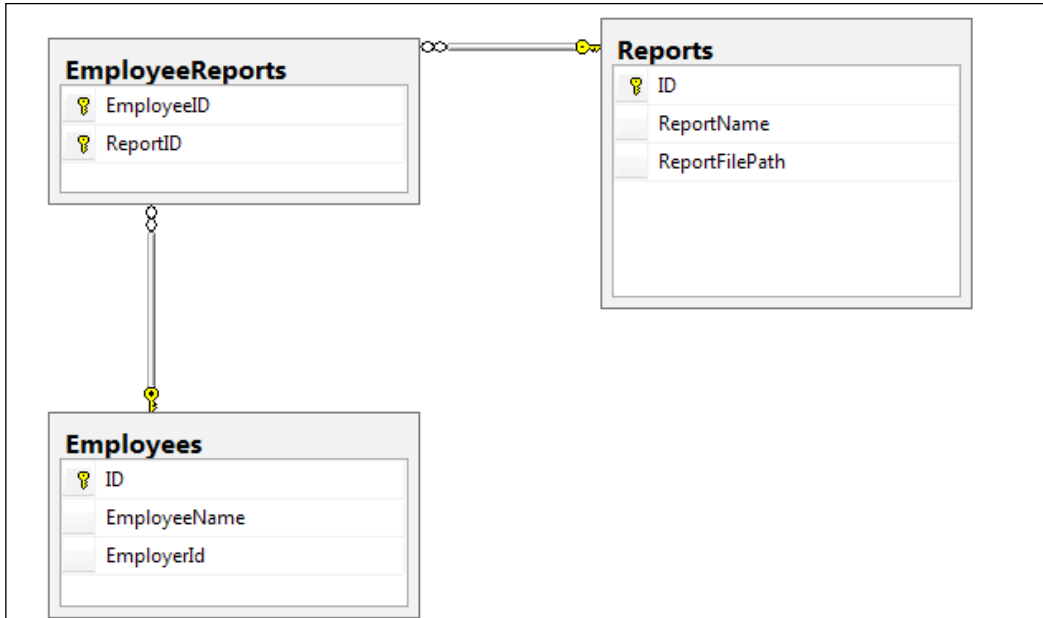 EmployeeReports
EmployeeID
ReportID
Reports
ID
ReportName
ReportFilePath
Employees
ID
EmployeeName
EmployerId